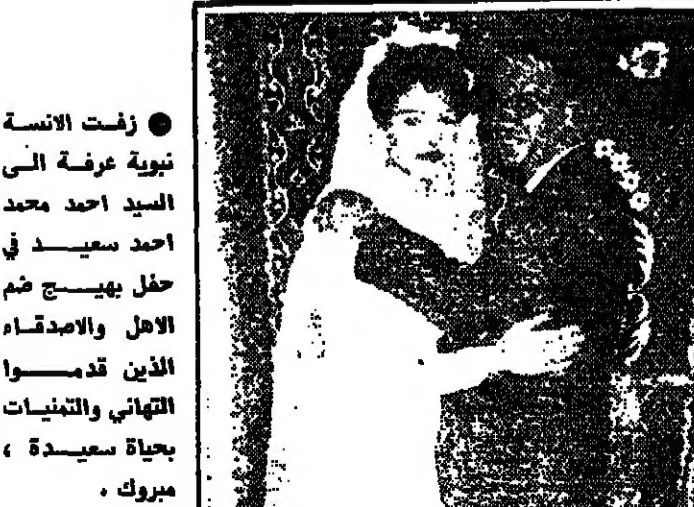 ● زفت الانسة
نبوية عرفة الى
السيد احمد محمد
احمد سعيد في
حفل بهيج ضم
الاهل والاصدقاء
الذين قدموا
التهاني والتمنيات
بحياة سعيدة ،
مبروك .